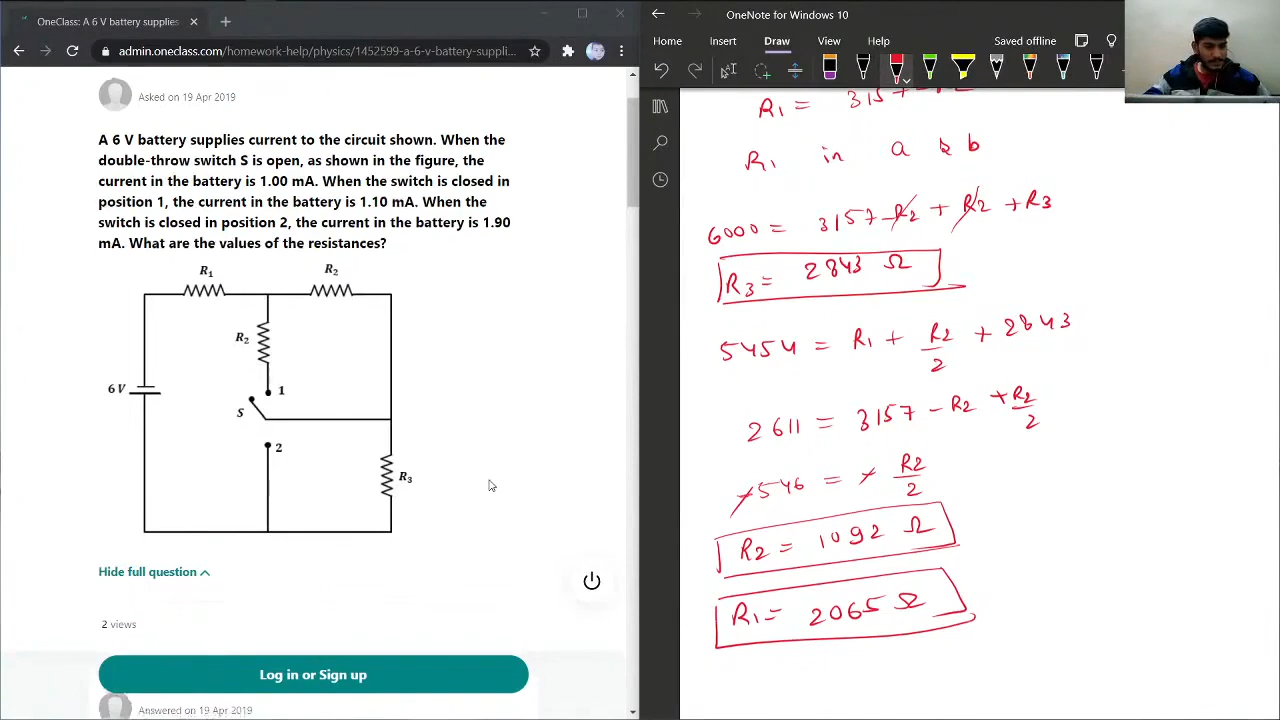 OneClass: A 6 V battery supplies
admin.oneclass.com/homework-help/physics/1452599-a-6-v-battery-suppli...
Asked on 19 Apr 2019
A 6 V battery supplies current to the circuit shown. When the
double-throw switch S is open, as shown in the figure, the
current in the battery is 1.00 mA. When the switch is closed in
position 1, the current in the battery is 1.10 mA. When the
switch is closed in position 2, the current in the battery is 1.90
mA. What are the values of the resistances?
R1
R2
R2
6 V
1
S
2
R3
Hide full question
2 views
Log in or Sign up
Answered on 19 Apr 2019
OneNote for Windows 10
Home Insert Draw View Help Saved offline
R1 =
R1 in a & b
6000 = 3157 - R2 + R2 + R3
R3 = 2843 Ω
5454 = R1 + R2/2 + 2843
2611 = 3157 - R2 + R2/2
-546 = - R2/2
R2 = 1092 Ω
R1 = 2065 Ω